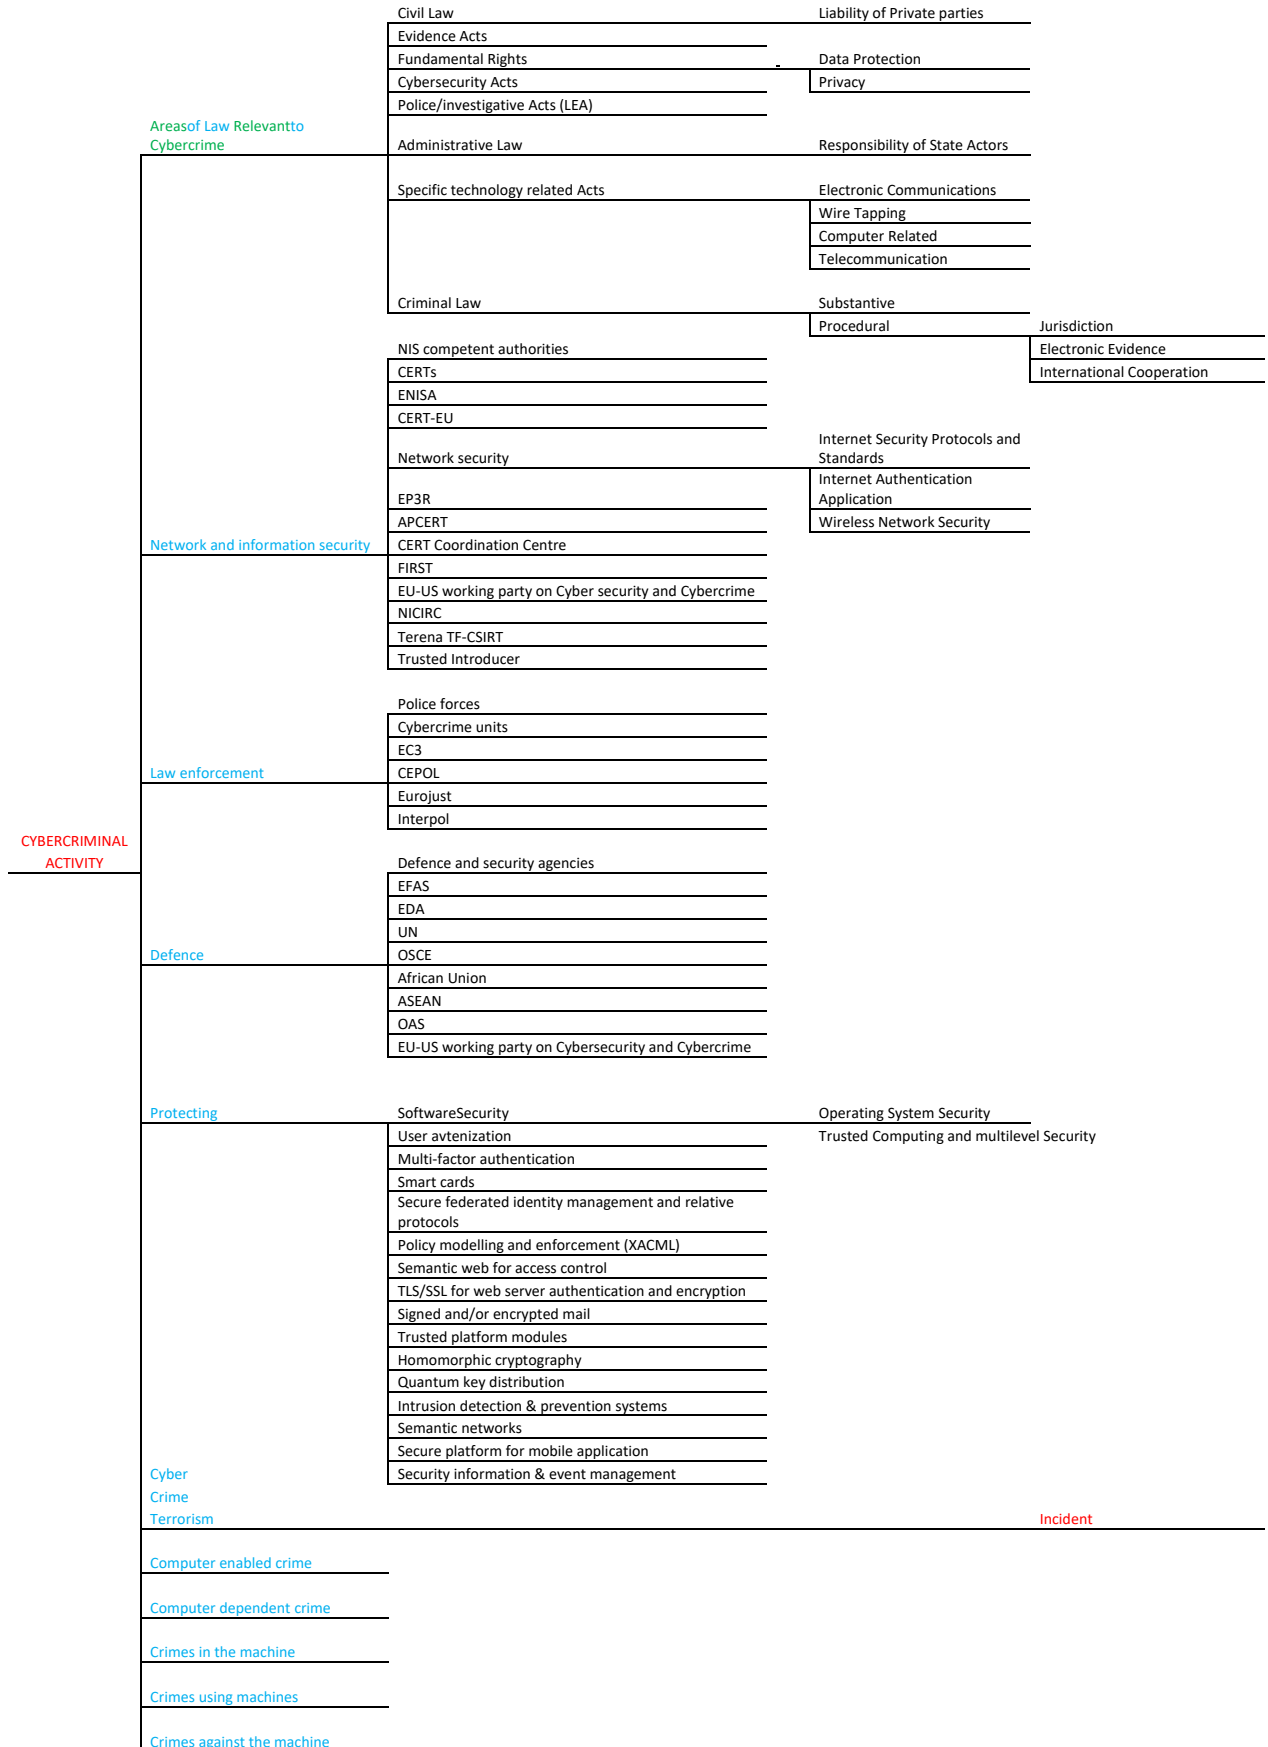 Civil Law
Liability of Private parties
Evidence Acts
Fundamental Rights
- Data Protection
Cybersecurity Acts
Privacy
Police/investigative Acts (LEA)
Areasof Law Relevantto
Cybercrime
Administrative Law
Responsibility of State Actors
Specific technology related Acts
Electronic Communications
Wire Tapping
Computer Related
Telecommunication
Criminal Law
Substantive
Procedural
Jurisdiction
Electronic Evidence
International Cooperation
NIS competent authorities
CERTs
ENISA
CERT-EU
Network security
Internet Security Protocols and
Standards
Internet Authentication
Application
Wireless Network Security
EP3R
APCERT
Network and information security
CERT Coordination Centre
FIRST
EU-US working party on Cyber security and Cybercrime
NICIRC
Terena TF-CSIRT
Trusted Introducer
Police forces
Cybercrime units
EC3
Law enforcement
CEPOL
Eurojust
Interpol
CYBERCRIMINAL
ACTIVITY
Defence and security agencies
EFAS
EDA
UN
Defence
OSCE
African Union
ASEAN
OAS
EU-US working party on Cybersecurity and Cybercrime
Protecting
SoftwareSecurity
Operating System Security
User avtenization
Trusted Computing and multilevel Security
Multi-factor authentication
Smart cards
Secure federated identity management and relative
protocols
Policy modelling and enforcement (XACML)
Semantic web for access control
TLS/SSL for web server authentication and encryption
Signed and/or encrypted mail
Trusted platform modules
Homomorphic cryptography
Quantum key distribution
Intrusion detection & prevention systems
Semantic networks
Secure platform for mobile application
Security information & event management
Cyber
Crime
Terrorism
Incident
Computer enabled crime
Computer dependent crime
Crimes in the machine
Crimes using machines
Crimes against the machine